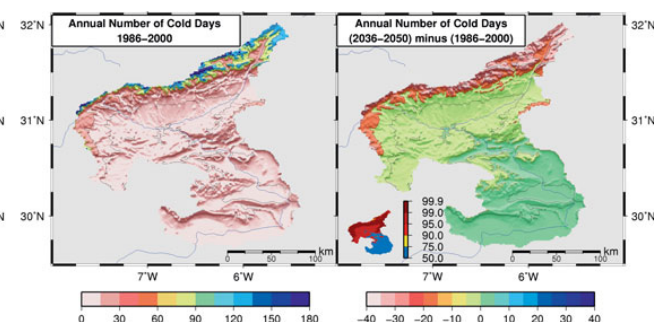 Annual Number of Cold Days
1986−2000
Annual Number of Cold Days
(2036−2050) minus (1986−2000)
32˚N
32˚N
31˚N
31˚N
30˚N
30˚N
99.9
99.0
95.0
90.0
75.0
50.0
km
0 50 100
km
0 50 100
7˚W 6˚W
7˚W 6˚W
0 30 60 90 120 150 180
−40 −30 −20 −10 0 10 20 30 40